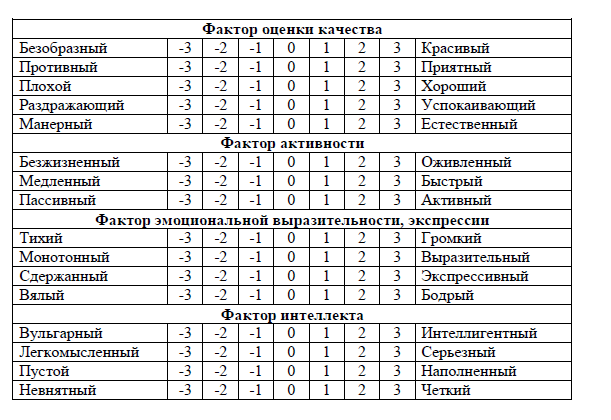 Фактор оценки качества
Безобразный -3 -2 -1 0 1 2 3 Красивый
Противный -3 -2 -1 0 1 2 3 Приятный
Плохой -3 -2 -1 0 1 2 3 Хороший
Раздражающий -3 -2 -1 0 1 2 3 Успокаивающий
Манерный -3 -2 -1 0 1 2 3 Естественный
Фактор активности
Безжизненный -3 -2 -1 0 1 2 3 Оживленный
Медленный -3 -2 -1 0 1 2 3 Быстрый
Пассивный -3 -2 -1 0 1 2 3 Активный
Фактор эмоциональной выразительности, экспрессии
Тихий -3 -2 -1 0 1 2 3 Громкий
Монотонный -3 -2 -1 0 1 2 3 Выразительный
Сдержанный -3 -2 -1 0 1 2 3 Экспрессивный
Вялый -3 -2 -1 0 1 2 3 Бодрый
Фактор интеллекта
Вульгарный -3 -2 -1 0 1 2 3 Интеллигентный
Легкомысленный -3 -2 -1 0 1 2 3 Серьезный
Пустой -3 -2 -1 0 1 2 3 Наполненный
Невнятный -3 -2 -1 0 1 2 3 Четкий